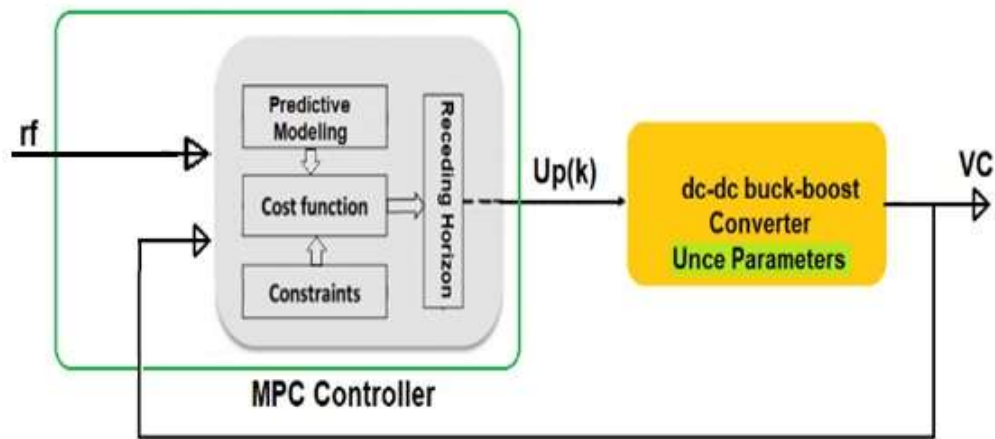 rf
Predictive
Modeling
Cost function
Constraints
Receding Horizon
MPC Controller
Up(k)
dc-dc buck-boost
Converter
Unce Parameters
VC